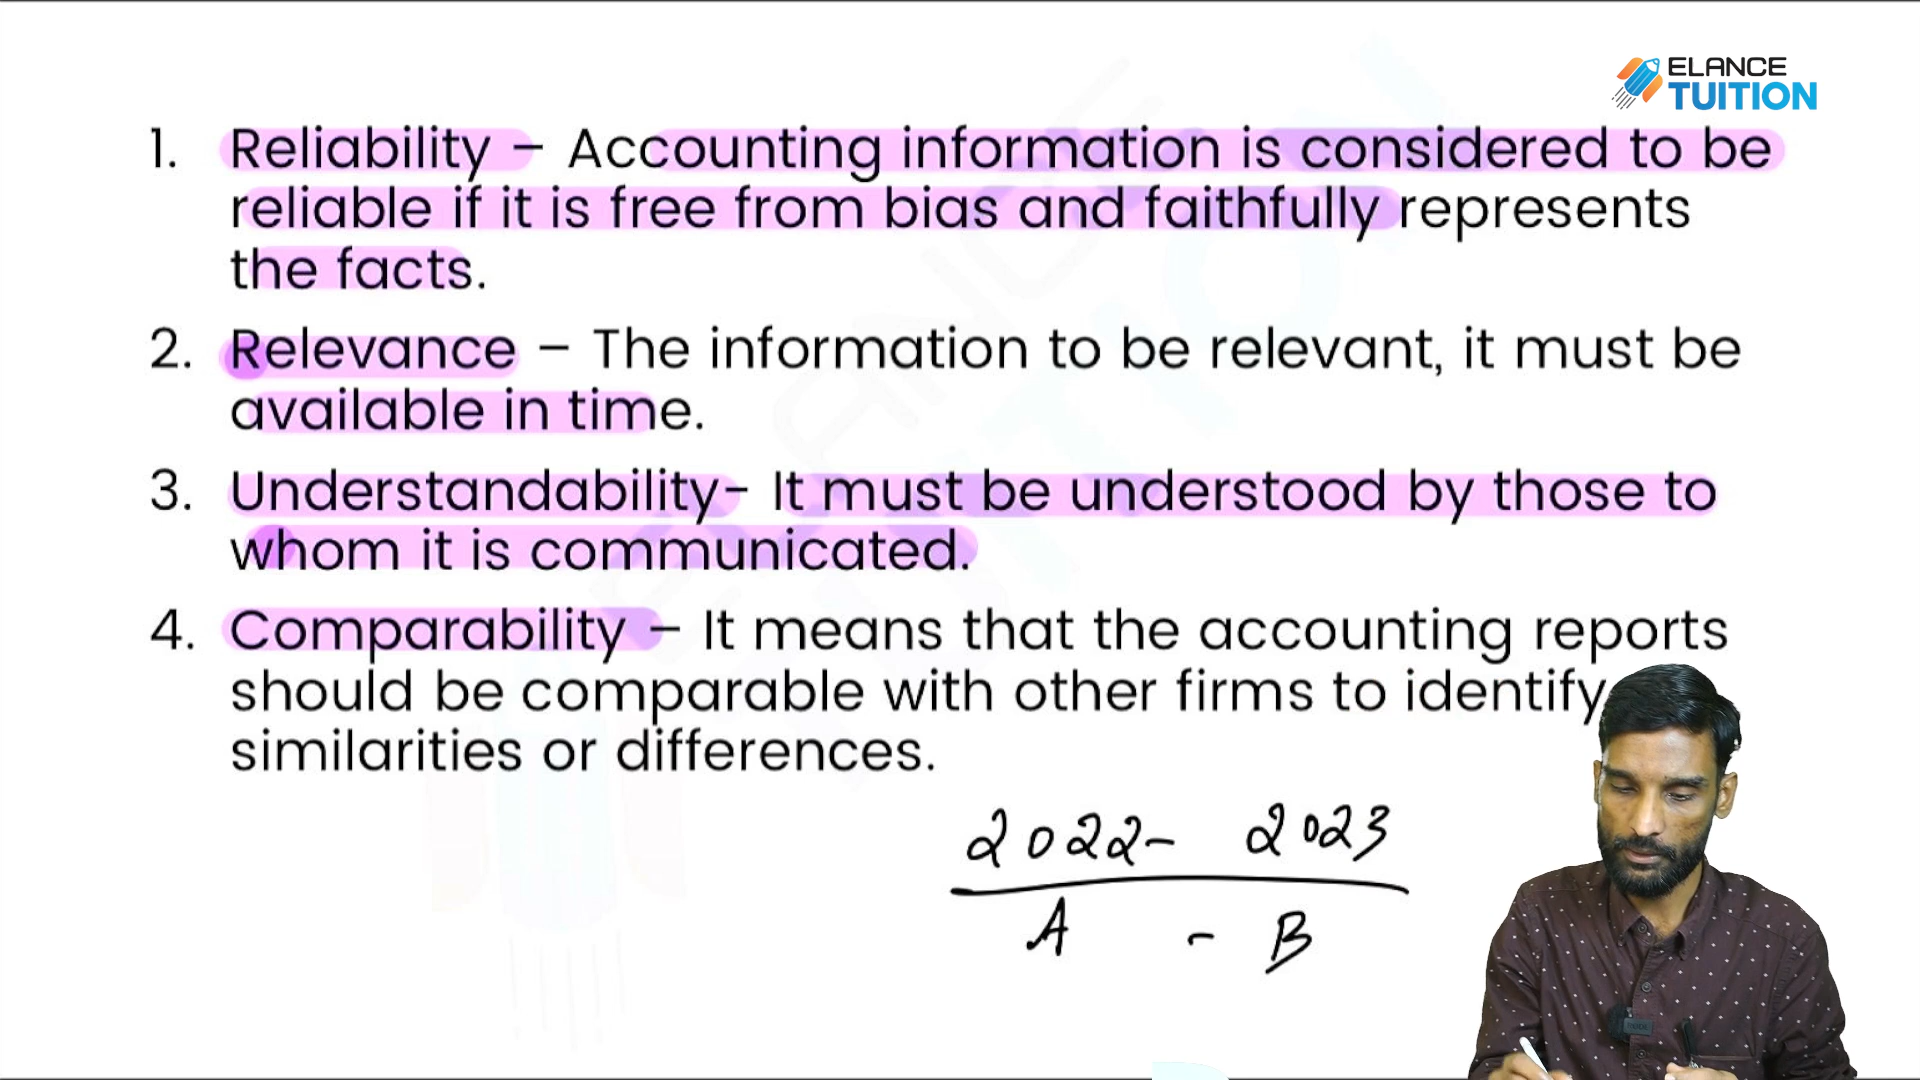 ELANCE
TUITION
1. Reliability – Accounting information is considered to be
reliable if it is free from bias and faithfully represents
the facts.
2. Relevance – The information to be relevant, it must be
available in time.
3. Understandability- It must be understood by those to
whom it is communicated.
4. Comparability – It means that the accounting reports
should be comparable with other firms to identify
similarities or differences.
2022- 2023
A - B